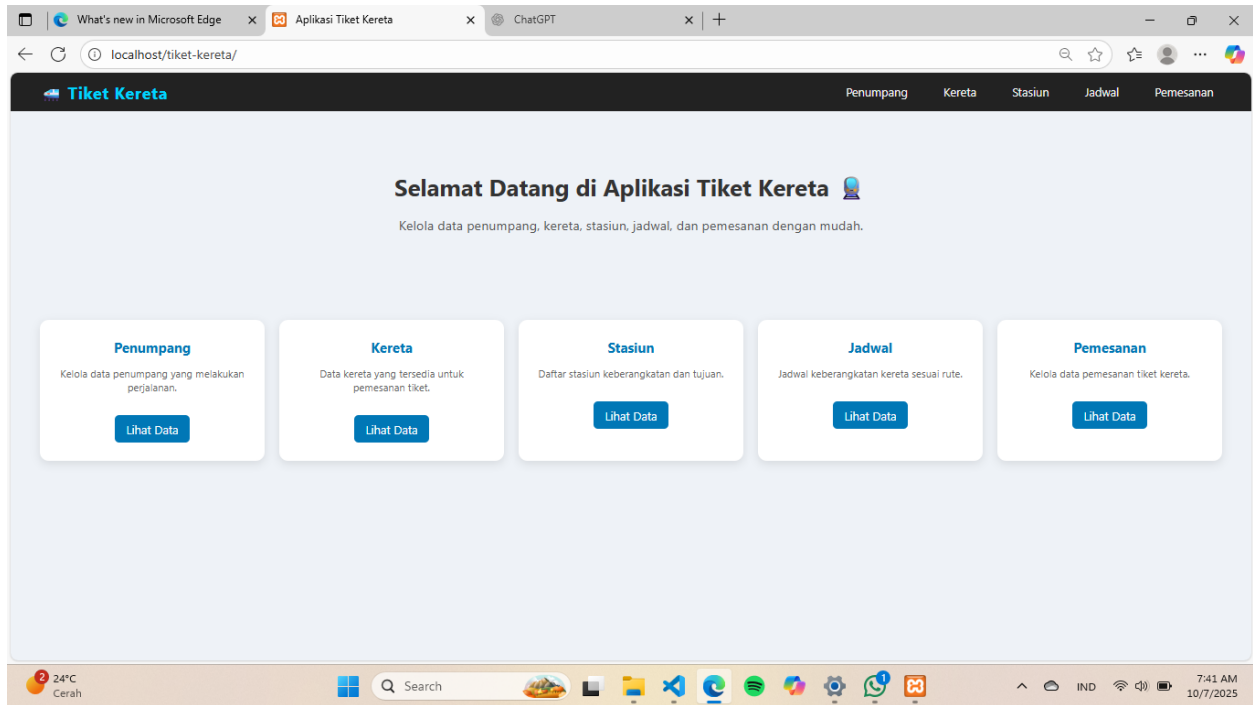 What's new in Microsoft Edge
Aplikasi Tiket Kereta
ChatGPT
localhost/tiket-kereta/
Tiket Kereta
Penumpang
Kereta
Stasiun
Jadwal
Pemesanan
Selamat Datang di Aplikasi Tiket Kereta
Kelola data penumpang, kereta, stasiun, jadwal, dan pemesanan dengan mudah.
Penumpang
Kelola data penumpang yang melakukan
perjalanan.
Lihat Data
Kereta
Data kereta yang tersedia untuk
pemesanan tiket.
Lihat Data
Stasiun
Daftar stasiun keberangkatan dan tujuan.
Lihat Data
Jadwal
Jadwal keberangkatan kereta sesuai rute.
Lihat Data
Pemesanan
Kelola data pemesanan tiket kereta.
Lihat Data
2
24°C
Cerah
Search
1
IND
7:41 AM
10/7/2025